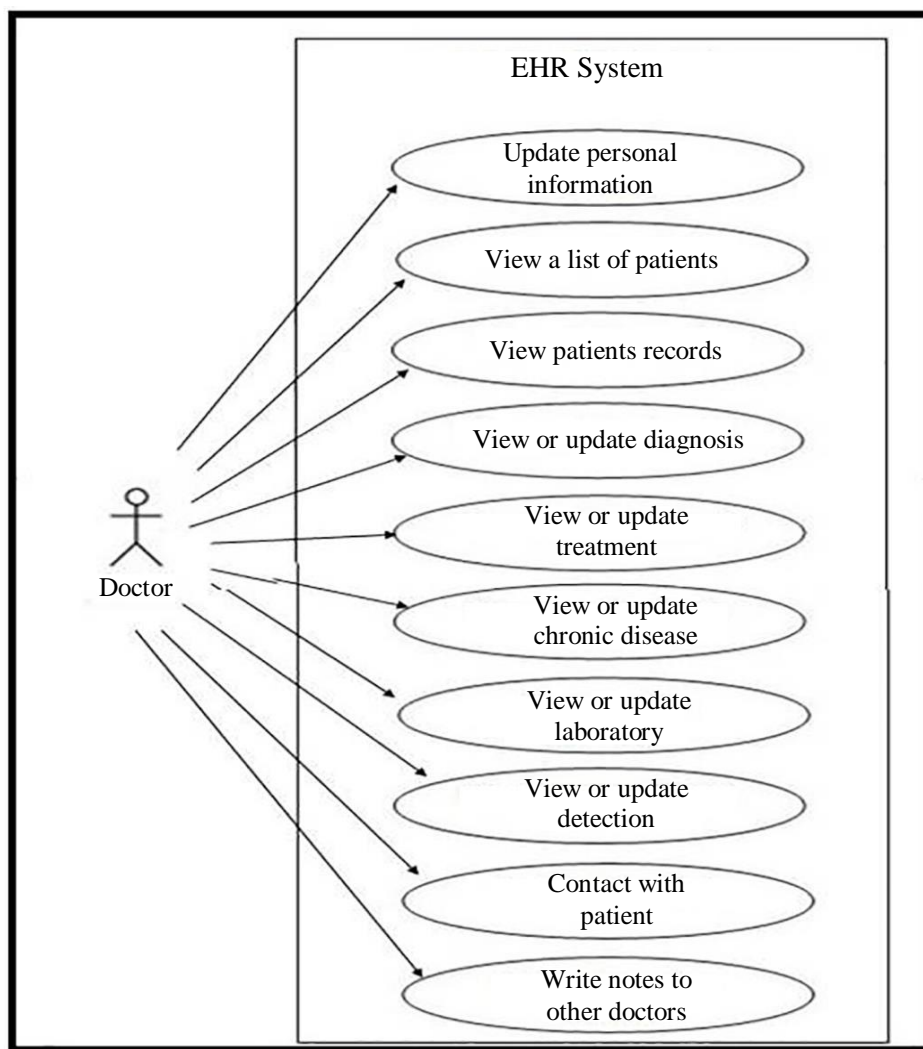 EHR System
Update personal
information
View a list of patients
View patients records
View or update diagnosis
View or update
treatment
Doctor
View or update
chronic disease
View or update
laboratory
View or update
detection
Contact with
patient
Write notes to
other doctors